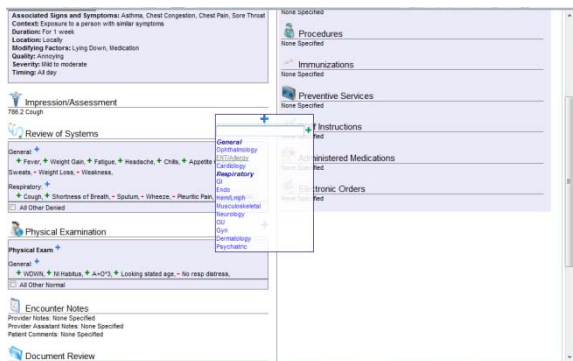 Associated Signs and Symptoms: Asthma, Chest Congestion, Chest Pain, Sore Throat
Context: Exposure to a person with similar symptoms
Duration: For 1 week
Location: Locally
Modifying Factors: Lying Down, Medication
Quality: Annoying
Severity: Mild to moderate
Timing: All day
Impression/Assessment
786.2 Cough
Review of Systems
General: +
+ Fever, + Weight Gain, + Fatigue, + Headache, + Chills, + Appetite
Sweats, - Weight Loss, - Weakness,
Respiratory: +
+ Cough, + Shortness of Breath, - Sputum, - Wheeze, - Pleuritic Pain,
All Other Denied
Physical Examination
Physical Exam +
General: +
+ WDWN, + Nl Habitus, + A+O*3, + Looking stated age, - No resp distress,
All Other Normal
Encounter Notes
Provider Notes: None Specified
Provider Assistant Notes: None Specified
Patient Comments: None Specified
Document Review
+
+
General
Ophthalmology
ENT/Allergy
Cardiology
Respiratory
GI
Endo
Hem/Lmph
Musculoskeletal
Neurology
GU
Gyn
Dermatology
Psychiatric
None Specified
Procedures
None Specified
Immunizations
None Specified
Preventive Services
None Specified
Instructions
Administered Medications
Electronic Orders